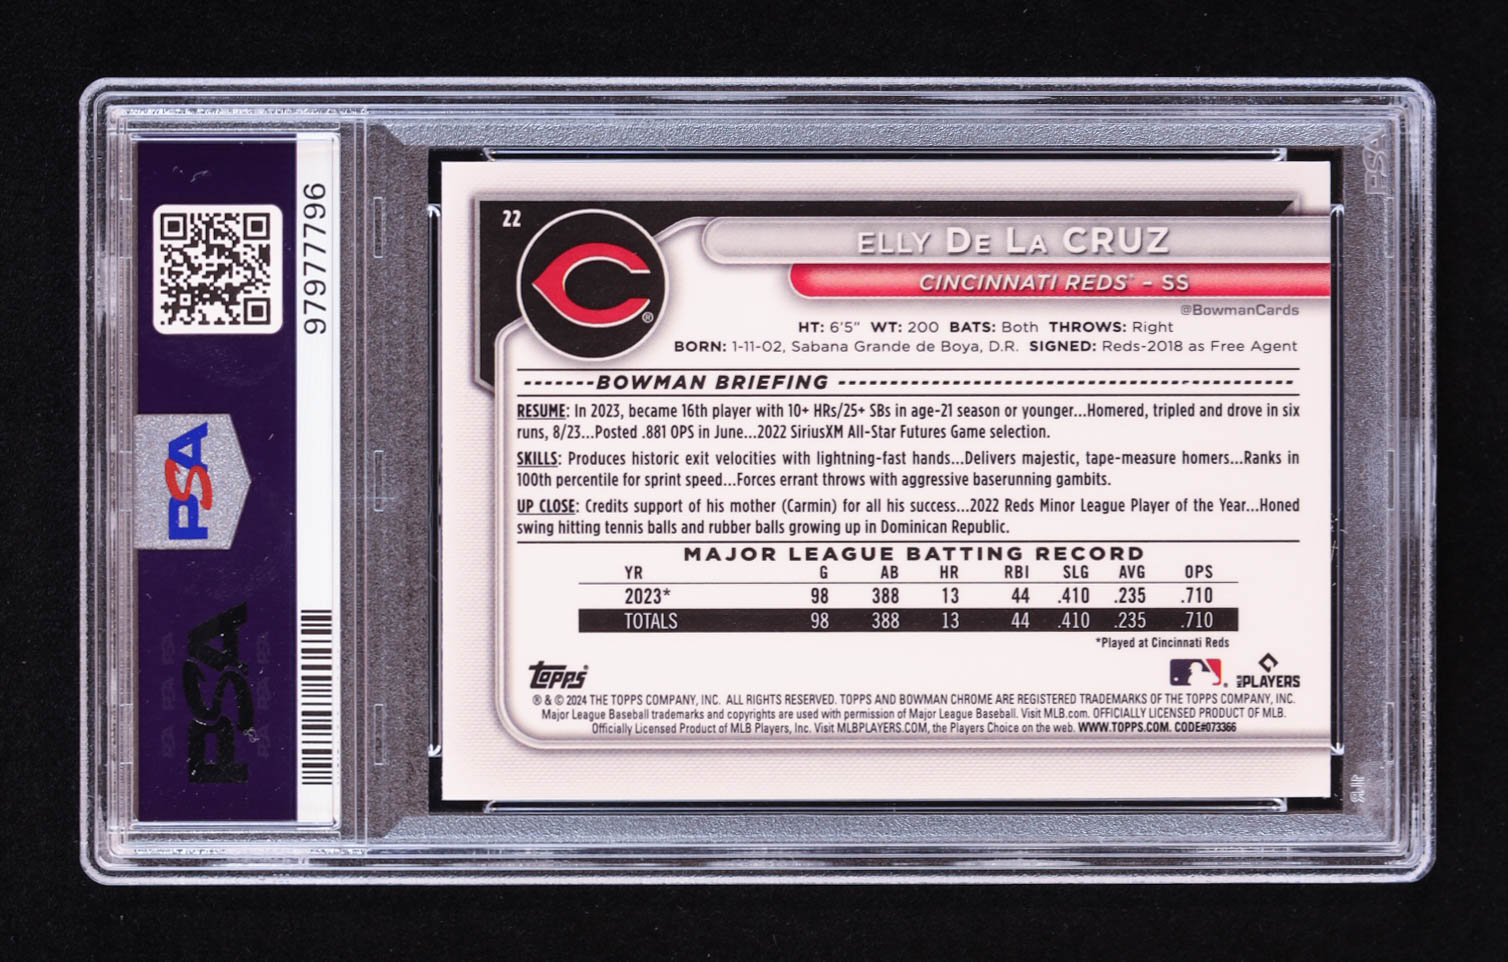 97977796
PSA
PSA
PSA
22
ELLY DE LA CRUZ
CINCINNATI REDS® – SS
@BowmanCards
HT: 6'5" WT: 200 BATS: Both THROWS: Right
BORN: 1-11-02, Sabana Grande de Boya, D.R. SIGNED: Reds-2018 as Free Agent
BOWMAN BRIEFING
RESUME: In 2023, became 16th player with 10+ HRs/25+ SBs in age-21 season or younger...Homered, tripled and drove in six
runs, 8/23...Posted .881 OPS in June...2022 SiriusXM All-Star Futures Game selection.
SKILLS: Produces historic exit velocities with lightning-fast hands...Delivers majestic, tape-measure homers...Ranks in
100th percentile for sprint speed...Forces errant throws with aggressive baserunning gambits.
UP CLOSE: Credits support of his mother (Carmin) for all his success...2022 Reds Minor League Player of the Year...Honed
swing hitting tennis balls and rubber balls growing up in Dominican Republic.
MAJOR LEAGUE BATTING RECORD
YR G AB HR RBI SLG AVG OPS
2023* 98 388 13 44 .410 .235 .710
TOTALS 98 388 13 44 .410 .235 .710
*Played at Cincinnati Reds
Topps® MLB PLAYERS
® & © 2024 THE TOPPS COMPANY, INC. ALL RIGHTS RESERVED. TOPPS AND BOWMAN CHROME ARE REGISTERED TRADEMARKS OF THE TOPPS COMPANY, INC.
Major League Baseball trademarks and copyrights are used with permission of Major League Baseball. Visit MLB.com. OFFICIALLY LICENSED PRODUCT OF MLB.
Officially Licensed Product of MLB Players, Inc. Visit MLBPLAYERS.COM, the Players Choice on the web. WWW.TOPPS.COM. CODE#073366